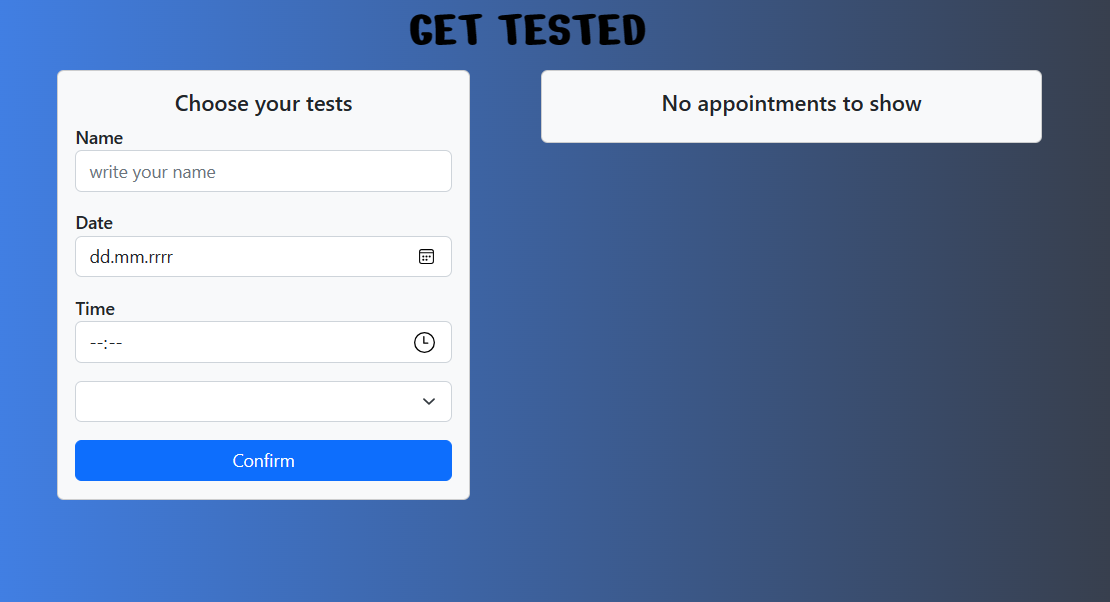 GET TESTED
Choose your tests
Name
write your name
Date
dd.mm.rrrr
Time
--:--
Confirm
No appointments to show